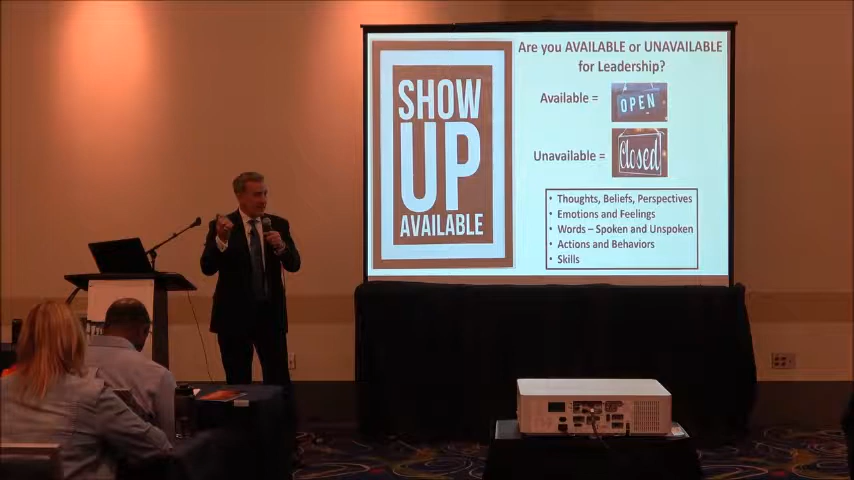 SHOW
UP
AVAILABLE
Are you AVAILABLE or UNAVAILABLE
for Leadership?
Available =
OPEN
Unavailable =
Closed
• Thoughts, Beliefs, Perspectives
• Emotions and Feelings
• Words – Spoken and Unspoken
• Actions and Behaviors
• Skills